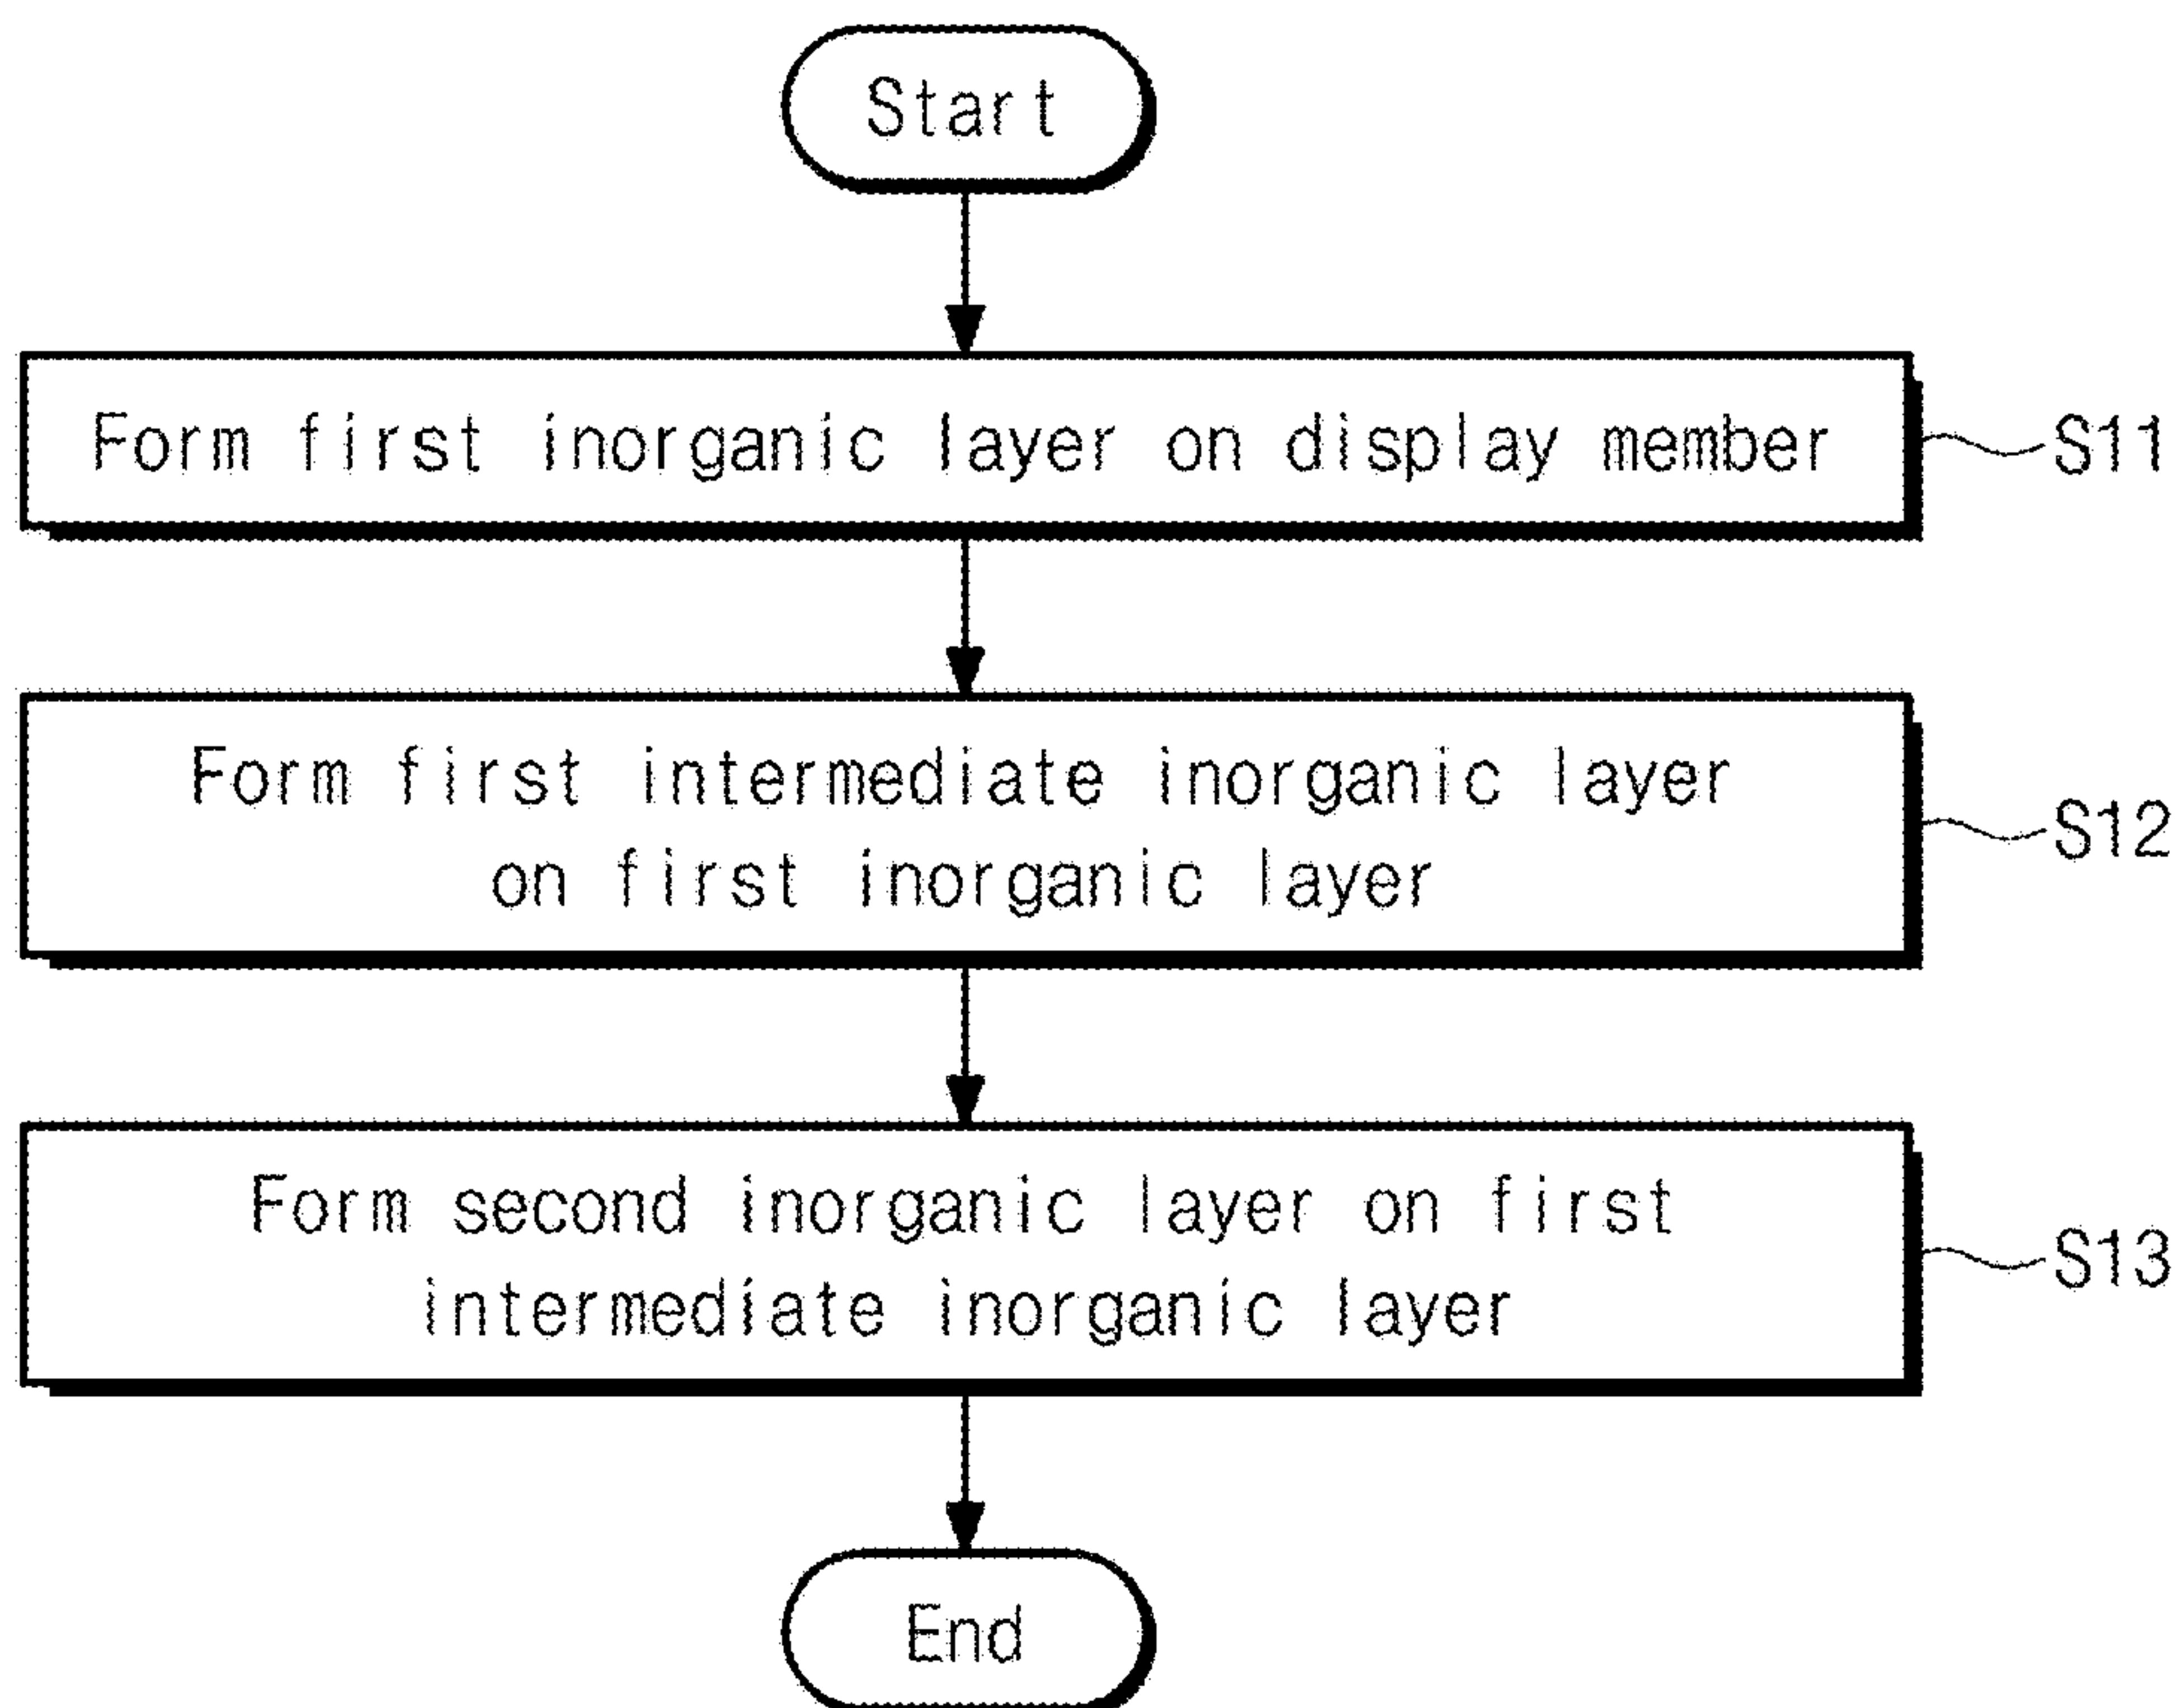 Start
Form first inorganic layer on display member
S11
Form first intermediate inorganic layer
on first inorganic layer
S12
Form second inorganic layer on first
intermediate inorganic layer
S13
End